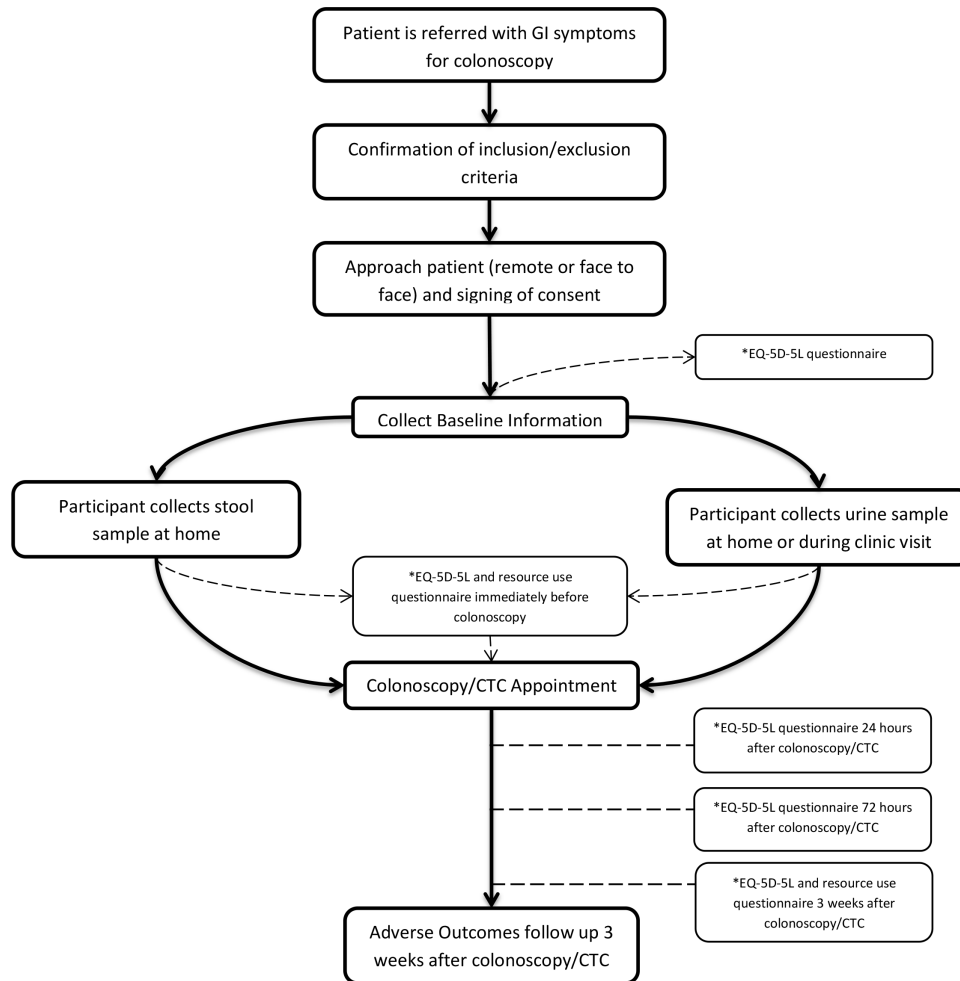 Patient is referred with GI symptoms
for colonoscopy
Confirmation of inclusion/exclusion
criteria
Approach patient (remote or face to
face) and signing of consent
*EQ-5D-5L questionnaire
Collect Baseline Information
Participant collects stool
sample at home
Participant collects urine sample
at home or during clinic visit
*EQ-5D-5L and resource use
questionnaire immediately before
colonoscopy
Colonoscopy/CTC Appointment
*EQ-5D-5L questionnaire 24 hours
after colonoscopy/CTC
*EQ-5D-5L questionnaire 72 hours
after colonoscopy/CTC
*EQ-5D-5L and resource use
questionnaire 3 weeks after
colonoscopy/CTC
Adverse Outcomes follow up 3
weeks after colonoscopy/CTC